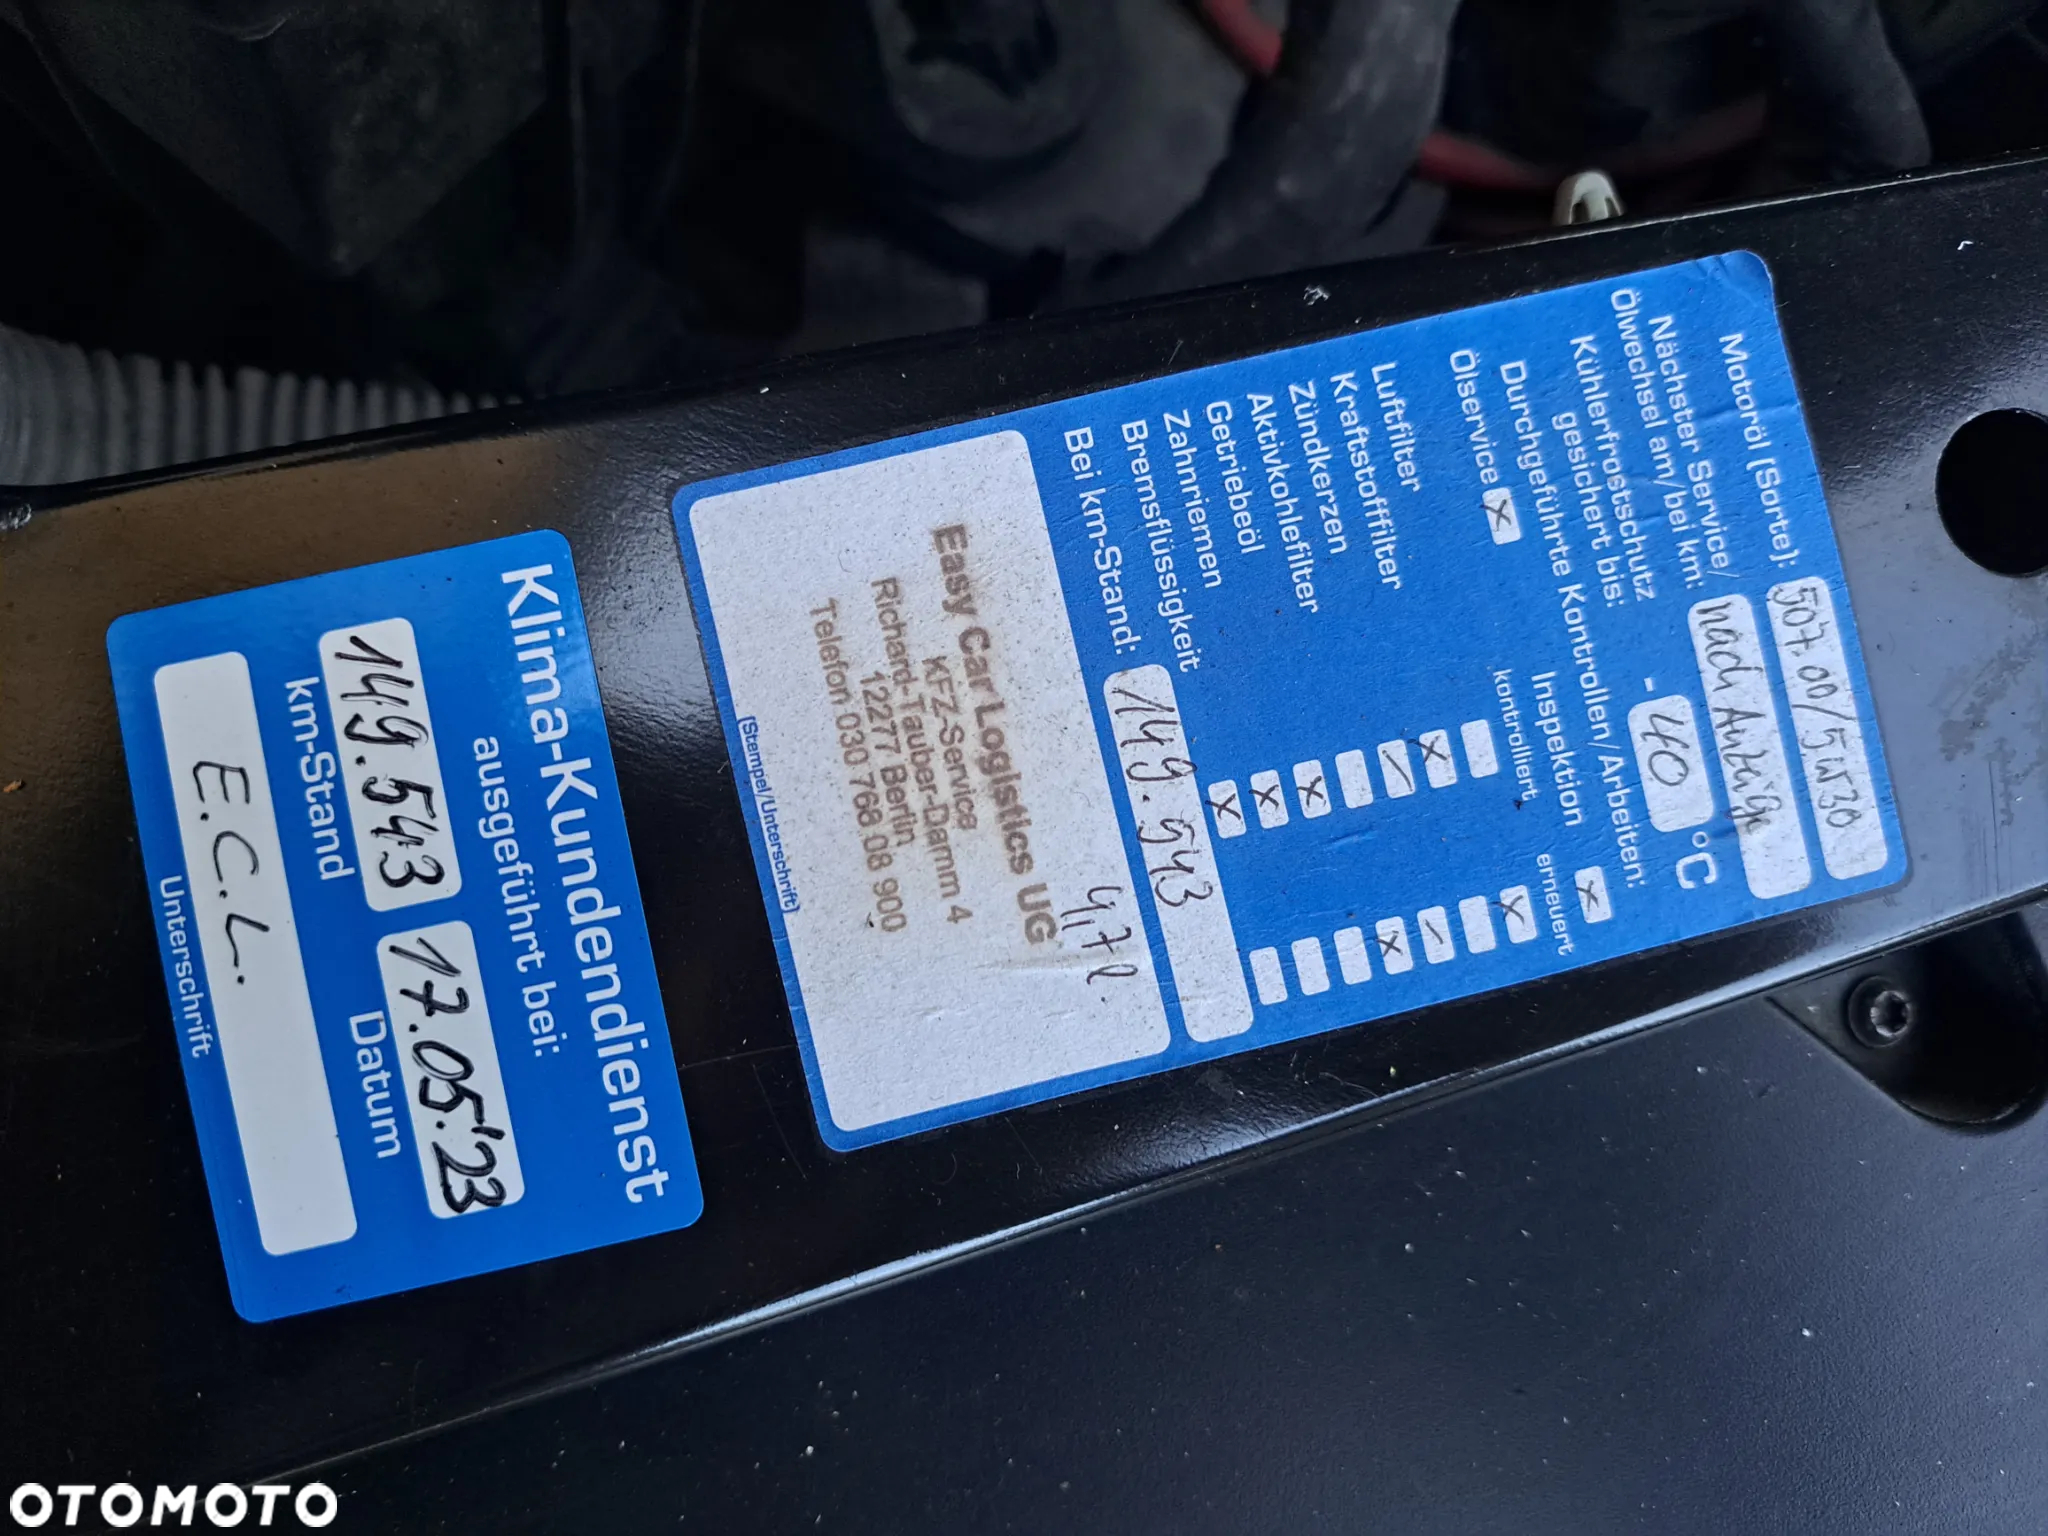 Motoröl (Sorte): 507.00/5W30
Nächster Service/
Ölwechsel am/bei km: nach Anzeige
Kühlerfrostschutz
gesichert bis: -40 °C
Durchgeführte Kontrollen/Arbeiten:
Ölservice x Inspektion x
kontrolliert erneuert
Luftfilter x
Kraftstofffilter x
Zündkerzen
Aktivkohlefilter x
Getriebeöl x
Zahnriemen x
Bremsflüssigkeit x
Bei km-Stand: 149.543
4,7l.
Easy Car Logistics UG
KFZ-Service
Richard-Tauber-Damm 4
12277 Berlin
Telefon 030 768 08 900
(Stempel/Unterschrift)
Klima-Kundendienst
ausgeführt bei:
149.543 17.05.'23
km-Stand Datum
E.C.L.
Unterschrift
OTOMOTO